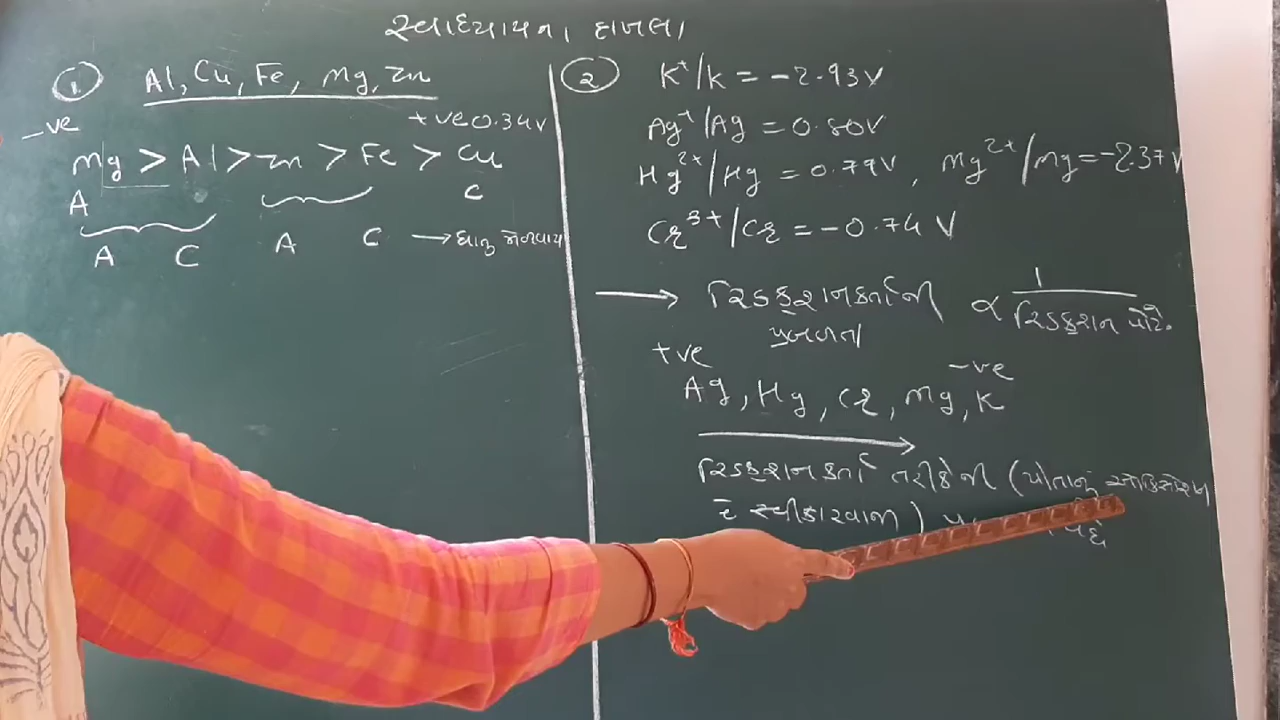 સ્વાધ્યાયના દાખલા
① Al, Cu, Fe, Mg, Zn
-ve
+ve 0.34V
Mg > Al > Zn > Fe > Cu
A C
A C A C → ધાતુ મેળવાય
② K⁺/K = -2.93V
Ag⁺/Ag = 0.80V
Hg²⁺/Hg = 0.79V, Mg²⁺/Mg = -2.37V
Cr³⁺/Cr = -0.74 V
→ રિડક્શનકર્તાની પ્રબળતા ∝ 1/રિડક્શન પોટે.
+ve -ve
Ag, Hg, Cr, Mg, K
→
રિડક્શનકર્તા તરીકેની (પોતાનું ઓક્સિડેશન
સ્વીકારવાની)